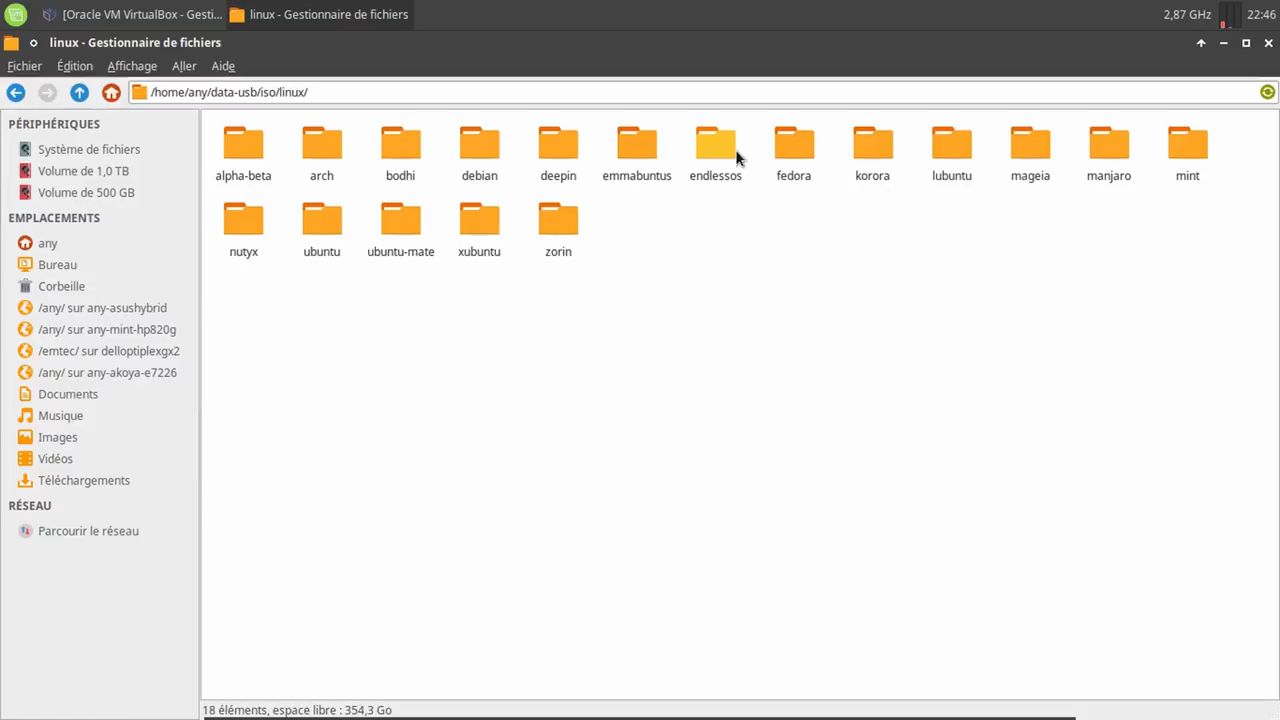 [Oracle VM VirtualBox - Gesti... linux - Gestionnaire de fichiers 2,87 GHz 22:46
linux - Gestionnaire de fichiers
Fichier Édition Affichage Aller Aide
/home/any/data-usb/iso/linux/
PÉRIPHÉRIQUES
Système de fichiers
Volume de 1,0 TB
Volume de 500 GB
EMPLACEMENTS
any
Bureau
Corbeille
/any/ sur any-asushybrid
/any/ sur any-mint-hp820g
/emtec/ sur delloptiplexgx2
/any/ sur any-akoya-e7226
Documents
Musique
Images
Vidéos
Téléchargements
RÉSEAU
Parcourir le réseau
alpha-beta arch bodhi debian deepin emmabuntus endlessos fedora korora lubuntu mageia manjaro mint
nutyx ubuntu ubuntu-mate xubuntu zorin
18 éléments, espace libre : 354,3 Go